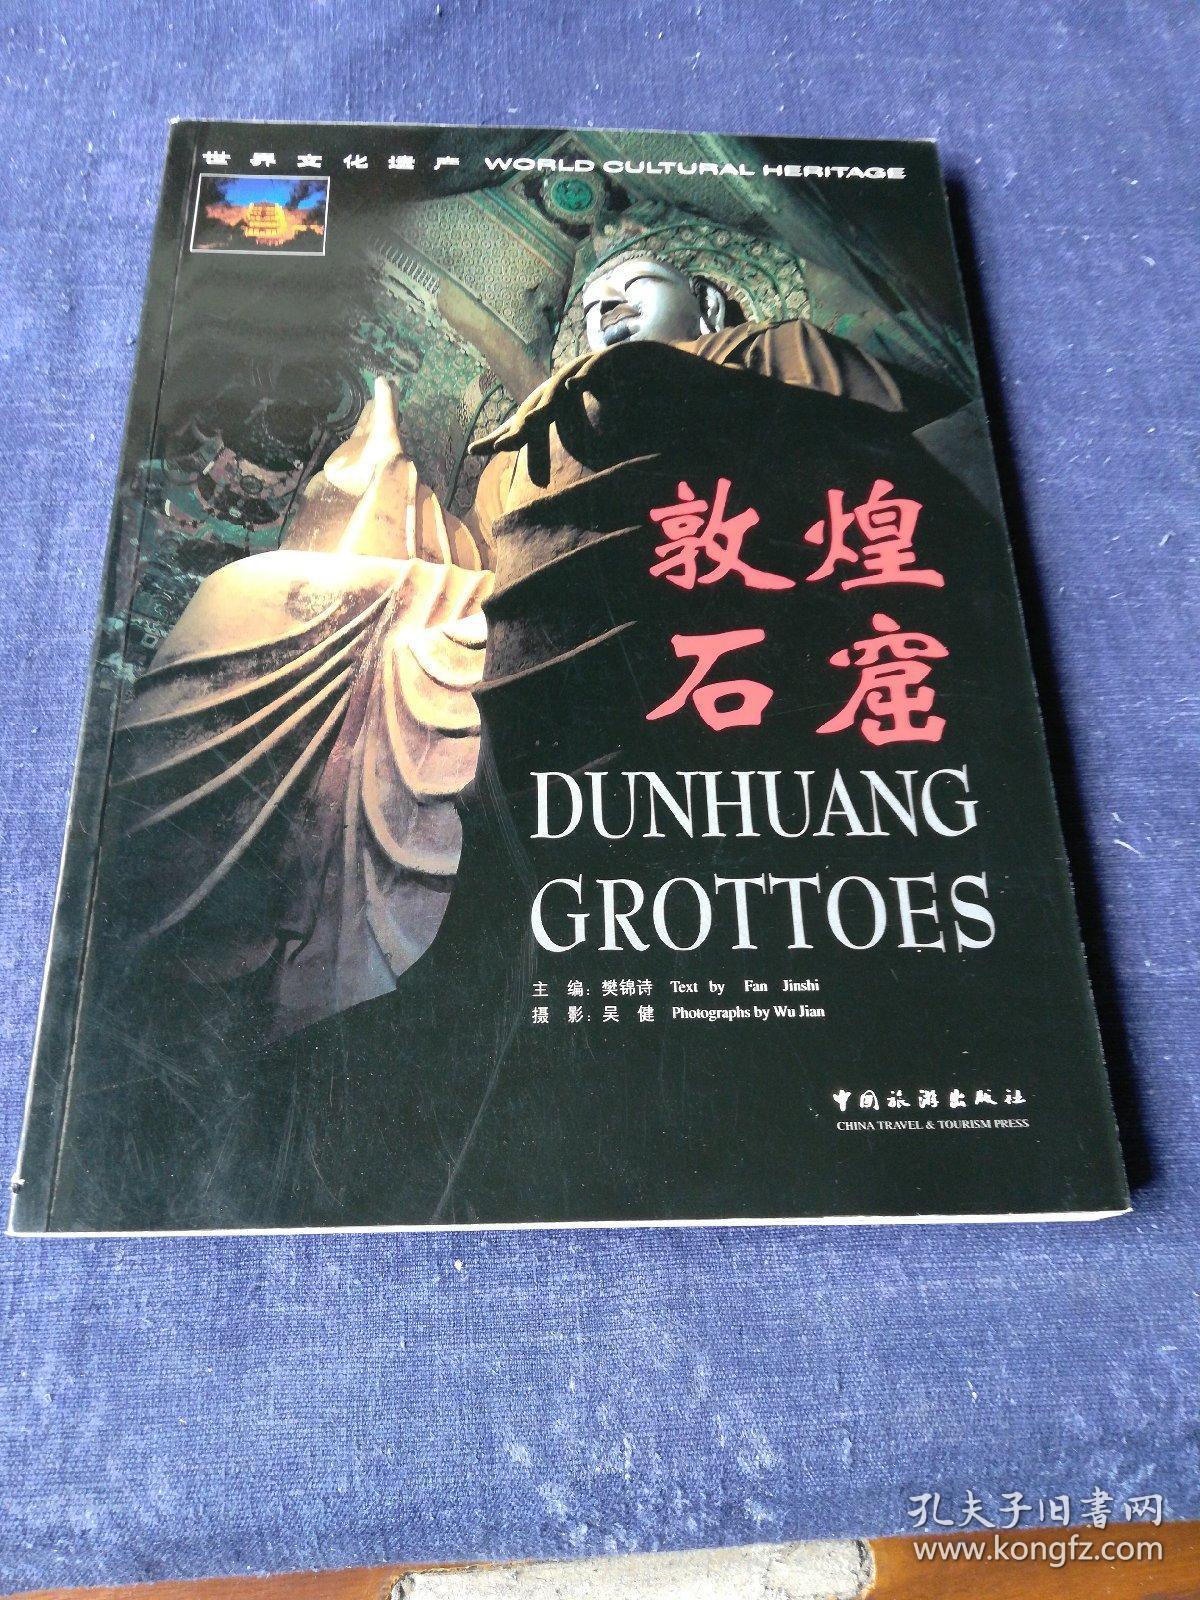 世界文化遗产 WORLD CULTURAL HERITAGE
敦煌
石窟
DUNHUANG
GROTTOES
主 编：樊锦诗 Text by Fan Jinshi
摄 影：吴 健 Photographs by Wu Jian
中国旅游出版社
CHINA TRAVEL & TOURISM PRESS
孔夫子旧書网
www.kongfz.com